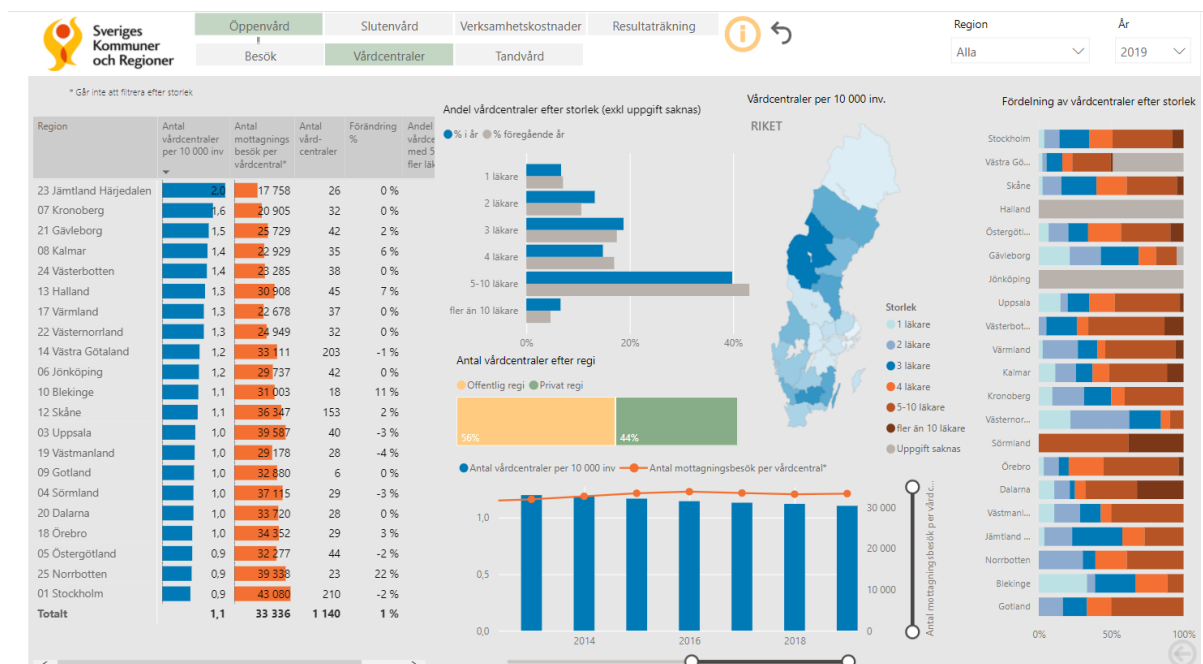 Sveriges
Kommuner
och Regioner
Öppenvård
Slutenvård
Verksamhetskostnader
Resultaträkning
Besök
Vårdcentraler
Tandvård
Region
Alla
År
2019
* Går inte att filtrera efter storlek
Region Antal vårdcentraler per 10 000 inv Antal mottagnings besök per vårdcentral* Antal vård- centraler Förändring % Andel vårdce med 5 fler läk
23 Jämtland Härjedalen 2,0 17 758 26 0 %
07 Kronoberg 1,6 20 905 32 0 %
21 Gävleborg 1,5 25 729 42 2 %
08 Kalmar 1,4 22 929 35 6 %
24 Västerbotten 1,4 23 285 38 0 %
13 Halland 1,3 30 908 45 7 %
17 Värmland 1,3 22 678 37 0 %
22 Västernorrland 1,3 24 949 32 0 %
14 Västra Götaland 1,2 33 111 203 -1 %
06 Jönköping 1,2 29 737 42 0 %
10 Blekinge 1,1 31 003 18 11 %
12 Skåne 1,1 36 347 153 2 %
03 Uppsala 1,0 39 587 40 -3 %
19 Västmanland 1,0 29 178 28 -4 %
09 Gotland 1,0 32 880 6 0 %
04 Sörmland 1,0 37 115 29 -3 %
20 Dalarna 1,0 33 720 28 0 %
18 Örebro 1,0 34 352 29 3 %
05 Östergötland 0,9 32 277 44 -2 %
25 Norrbotten 0,9 39 338 23 22 %
01 Stockholm 0,9 43 080 210 -2 %
Totalt 1,1 33 336 1 140 1 %
Andel vårdcentraler efter storlek (exkl uppgift saknas)
% i år % föregående år
1 läkare
2 läkare
3 läkare
4 läkare
5-10 läkare
fler än 10 läkare
0% 20% 40%
Antal vårdcentraler efter regi
Offentlig regi Privat regi
56% 44%
Antal vårdcentraler per 10 000 inv Antal mottagningsbesök per vårdcentral*
1,0
0,5
0,0
2014 2016 2018
30 000
20 000
10 000
0
Antal mottagningsbesök per vårdc...
Vårdcentraler per 10 000 inv.
RIKET
Storlek
1 läkare
2 läkare
3 läkare
4 läkare
5-10 läkare
fler än 10 läkare
Uppgift saknas
Fördelning av vårdcentraler efter storlek
Stockholm
Västra Gö...
Skåne
Halland
Östergötl...
Gävleborg
Jönköping
Uppsala
Västerbot...
Värmland
Kalmar
Kronoberg
Västernor...
Sörmland
Örebro
Dalarna
Västmanl...
Jämtland ...
Norrbotten
Blekinge
Gotland
0% 50% 100%